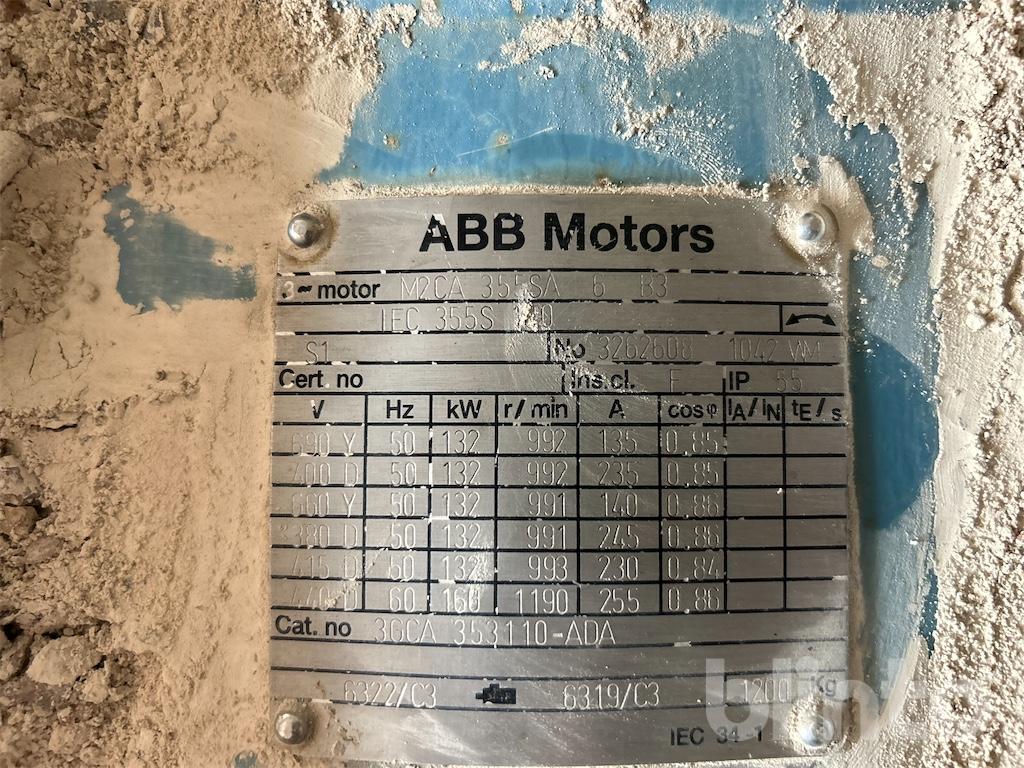 ABB Motors
3~motor M2CA 355SA 6 B3
IEC 355S
S1 No 3262608 1042 VM
Cert. no Ins.cl. F IP 55
V Hz kW r/min A cosφ IA/IN tE/s
690 Y 50 132 992 135 0.85
400 D 50 132 992 235 0.85
660 Y 50 132 991 140 0.86
380 D 50 132 991 245 0.86
415 D 50 132 993 230 0.84
440 D 60 160 1190 255 0.86
Cat. no 3GCA 353110-ADA
6322/C3 6319/C3 1200 Kg
IEC 34-1